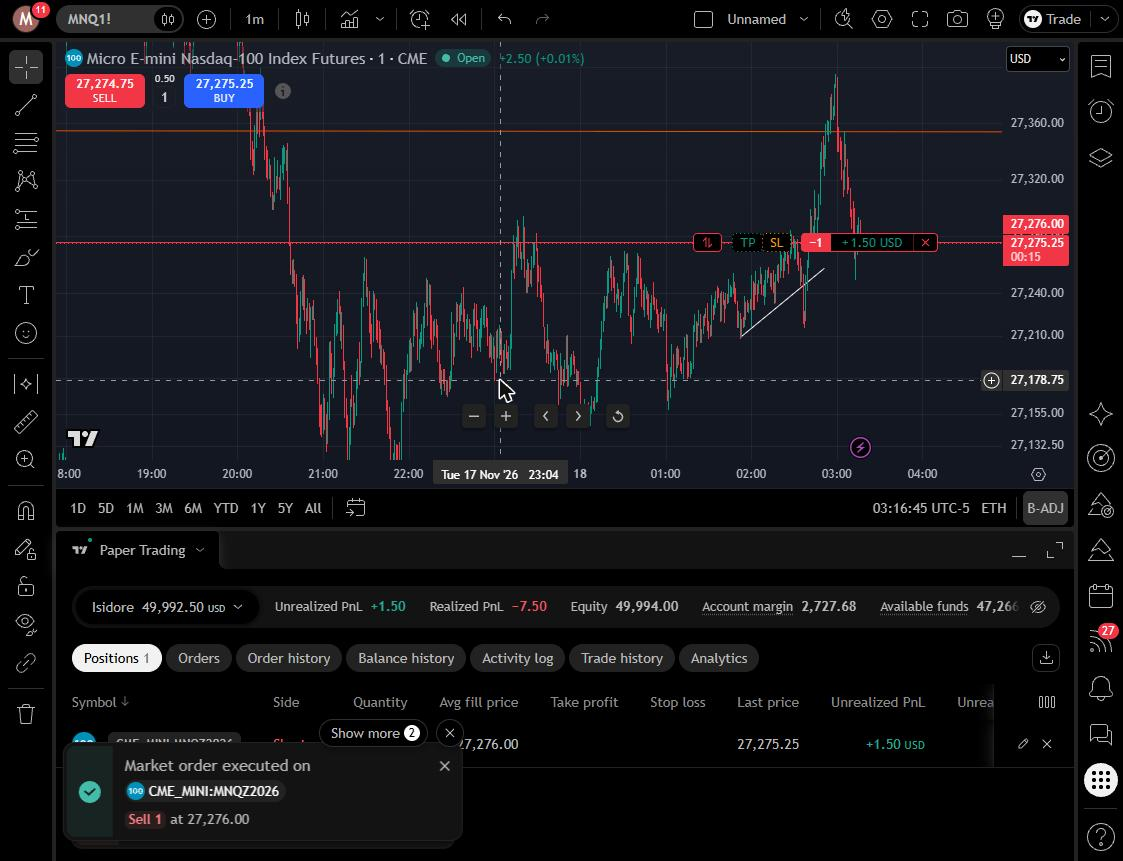 M 11 MNQ1! 1m Unnamed Trade
100 Micro E-mini Nasdaq-100 Index Futures · 1 · CME Open +2.50 (+0.01%) USD
27,274.75 SELL 0.50 1 27,275.25 BUY
27,360.00
27,320.00
27,276.00
TP SL −1 +1.50 USD 27,275.25
00:15
27,240.00
27,210.00
27,178.75
27,155.00
27,132.50
8:00 19:00 20:00 21:00 22:00 Tue 17 Nov '26 23:04 18 01:00 02:00 03:00 04:00
1D 5D 1M 3M 6M YTD 1Y 5Y All 03:16:45 UTC-5 ETH B-ADJ
Paper Trading
Isidore 49,992.50 USD Unrealized PnL +1.50 Realized PnL −7.50 Equity 49,994.00 Account margin 2,727.68 Available funds 47,266
27
Positions 1 Orders Order history Balance history Activity log Trade history Analytics
Symbol Side Quantity Avg fill price Take profit Stop loss Last price Unrealized PnL Unrea
Show more 2
CME_MINI:MNQZ2026 Short 27,276.00 27,275.25 +1.50 USD
Market order executed on
100 CME_MINI:MNQZ2026
Sell 1 at 27,276.00